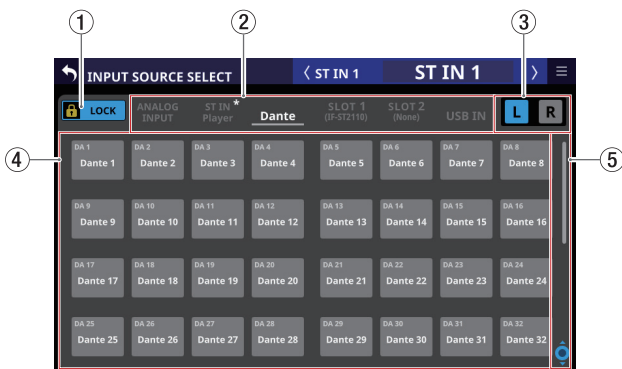 ① ② ③
INPUT SOURCE SELECT ST IN 1 ST IN 1
LOCK ANALOG INPUT ST IN Player * Dante SLOT 1 (IF-ST2110) SLOT 2 (None) USB IN L R
④ ⑤
DA 1 DA 2 DA 3 DA 4 DA 5 DA 6 DA 7 DA 8
Dante 1 Dante 2 Dante 3 Dante 4 Dante 5 Dante 6 Dante 7 Dante 8
DA 9 DA 10 DA 11 DA 12 DA 13 DA 14 DA 15 DA 16
Dante 9 Dante 10 Dante 11 Dante 12 Dante 13 Dante 14 Dante 15 Dante 16
DA 17 DA 18 DA 19 DA 20 DA 21 DA 22 DA 23 DA 24
Dante 17 Dante 18 Dante 19 Dante 20 Dante 21 Dante 22 Dante 23 Dante 24
DA 25 DA 26 DA 27 DA 28 DA 29 DA 30 DA 31 DA 32
Dante 25 Dante 26 Dante 27 Dante 28 Dante 29 Dante 30 Dante 31 Dante 32